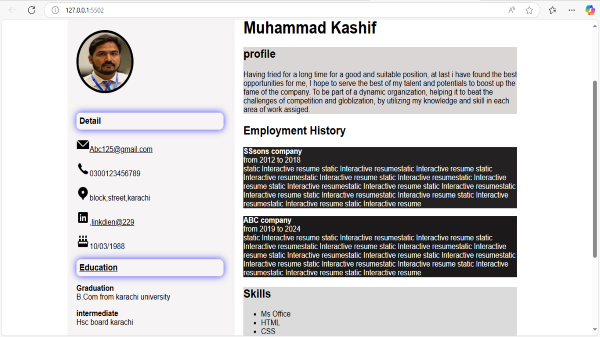 127.0.0.1:5502
Detail
Abc125@gmail.com
0300123456789
block,street,karachi
.linkdien@229
10/03/1988
Education
Graduation
B.Com from karachi university
intermediate
Hsc board karachi
Muhammad Kashif
profile
Having tried for a long time for a good and suitable position, at last i have found the best
opportunities for me, I hope to serve the best of my talent and potentials to boost up the
fame of the company. To be part of a dynamic organization, helping it to beat the
challenges of competition and globlization, by utilizing my knowledge and skill in each
area of work assiged.
Employment History
SSsons company
from 2012 to 2018
static Interactive resume static Interactive resumestatic Interactive resume static
Interactive resumestatic Interactive resume static Interactive resumestatic Interactive
resume static Interactive resumestatic Interactive resume static Interactive resumestatic
Interactive resume static Interactive resumestatic Interactive resume static Interactive
resumestatic Interactive resume static Interactive resume
ABC company
from 2019 to 2024
static Interactive resume static Interactive resumestatic Interactive resume static
Interactive resumestatic Interactive resume static Interactive resumestatic Interactive
resume static Interactive resumestatic Interactive resume static Interactive resumestatic
Interactive resume static Interactive resumestatic Interactive resume static Interactive
resumestatic Interactive resume static Interactive resume
Skills
Ms Office
HTML
CSS